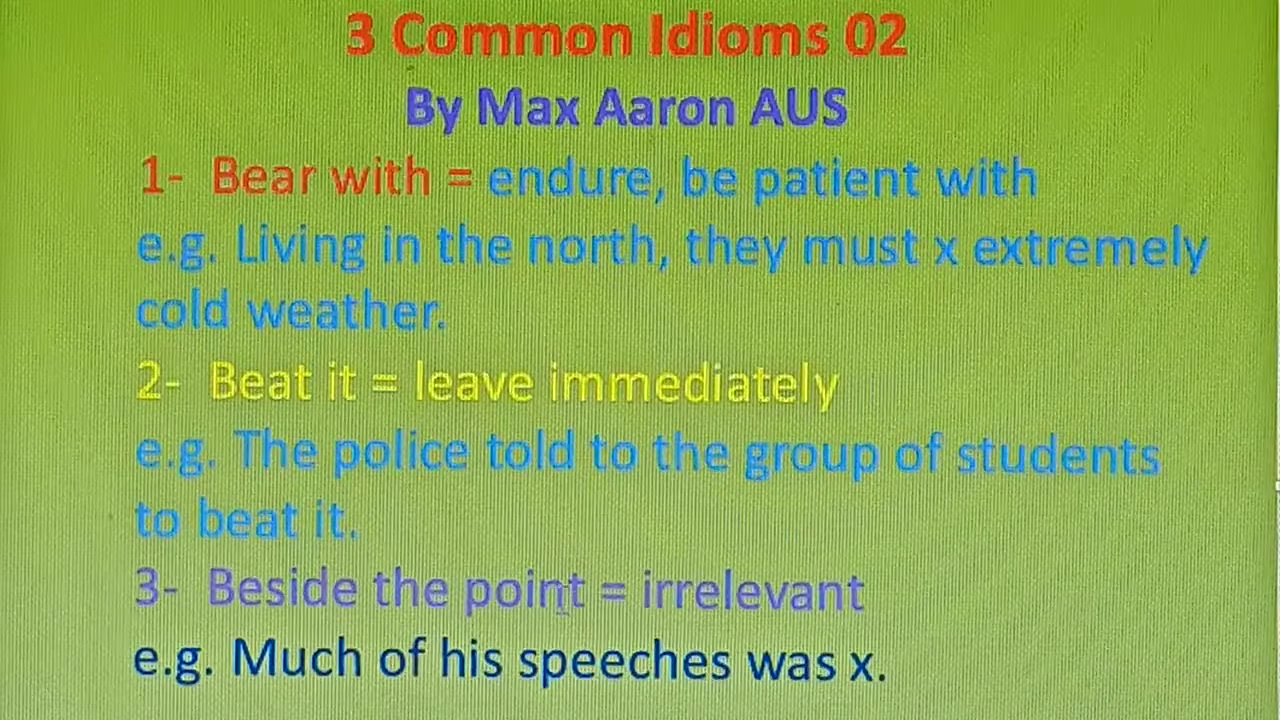 3 Common Idioms 02
By Max Aaron AUS
1- Bear with = endure, be patient with
e.g. Living in the north, they must x extremely
cold weather.
2- Beat it = leave immediately
e.g. The police told to the group of students
to beat it.
3- Beside the point = irrelevant
e.g. Much of his speeches was x.